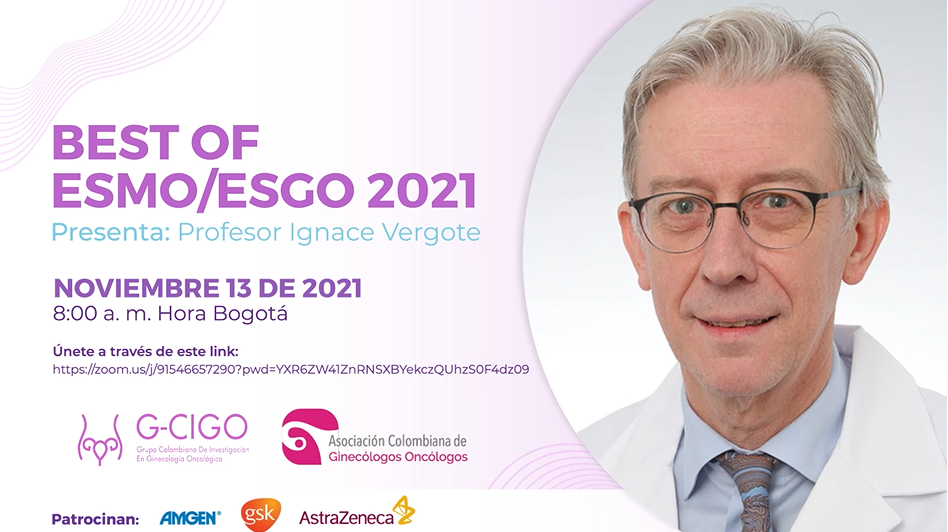 BEST OF
ESMO/ESGO 2021
Presenta: Profesor Ignace Vergote
NOVIEMBRE 13 DE 2021
8:00 a. m. Hora Bogotá
Únete a través de este link:
https://zoom.us/j/91546657290?pwd=YXR6ZW41ZnRNSXBYekczQUhzS0F4dz09
G-CIGO
Grupo Colombiano De Investigación
En Ginecología Oncológica
Asociación Colombiana de
Ginecólogos Oncólogos
Patrocinan: AMGEN® gsk AstraZeneca